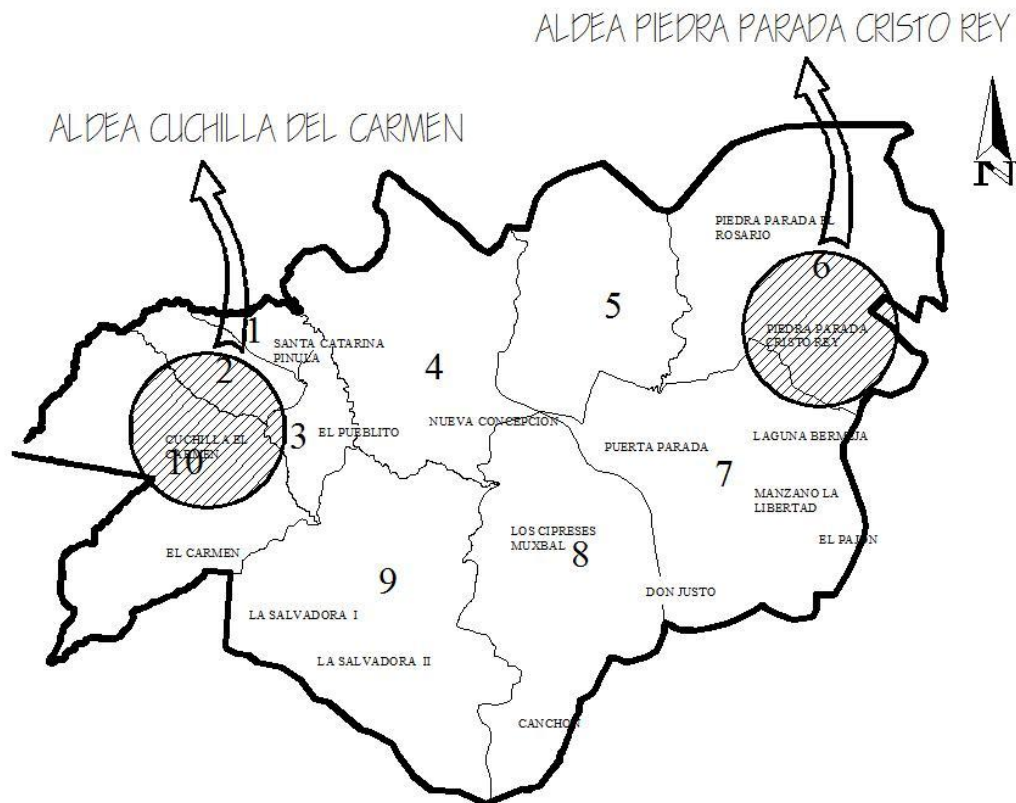 ALDEA PIEDRA PARADA CRISTO REY
ALDEA CUCHILLA DEL CARMEN
N
PIEDRA PARADA EL
ROSARIO
6
5
1
SANTA CATARINA
PINULA
PIEDRA PARADA
CRISTO REY
2
4
NUEVA CONCEPCION
3
EL PUEBLITO
CUCHILLA EL
CARMEN
10
PUERTA PARADA
LAGUNA BERMEJA
7
MANZANO LA
LIBERTAD
EL PAJON
LOS CIPRESES
MUXBAL
8
EL CARMEN
9
DON JUSTO
LA SALVADORA I
LA SALVADORA II
CANCHON